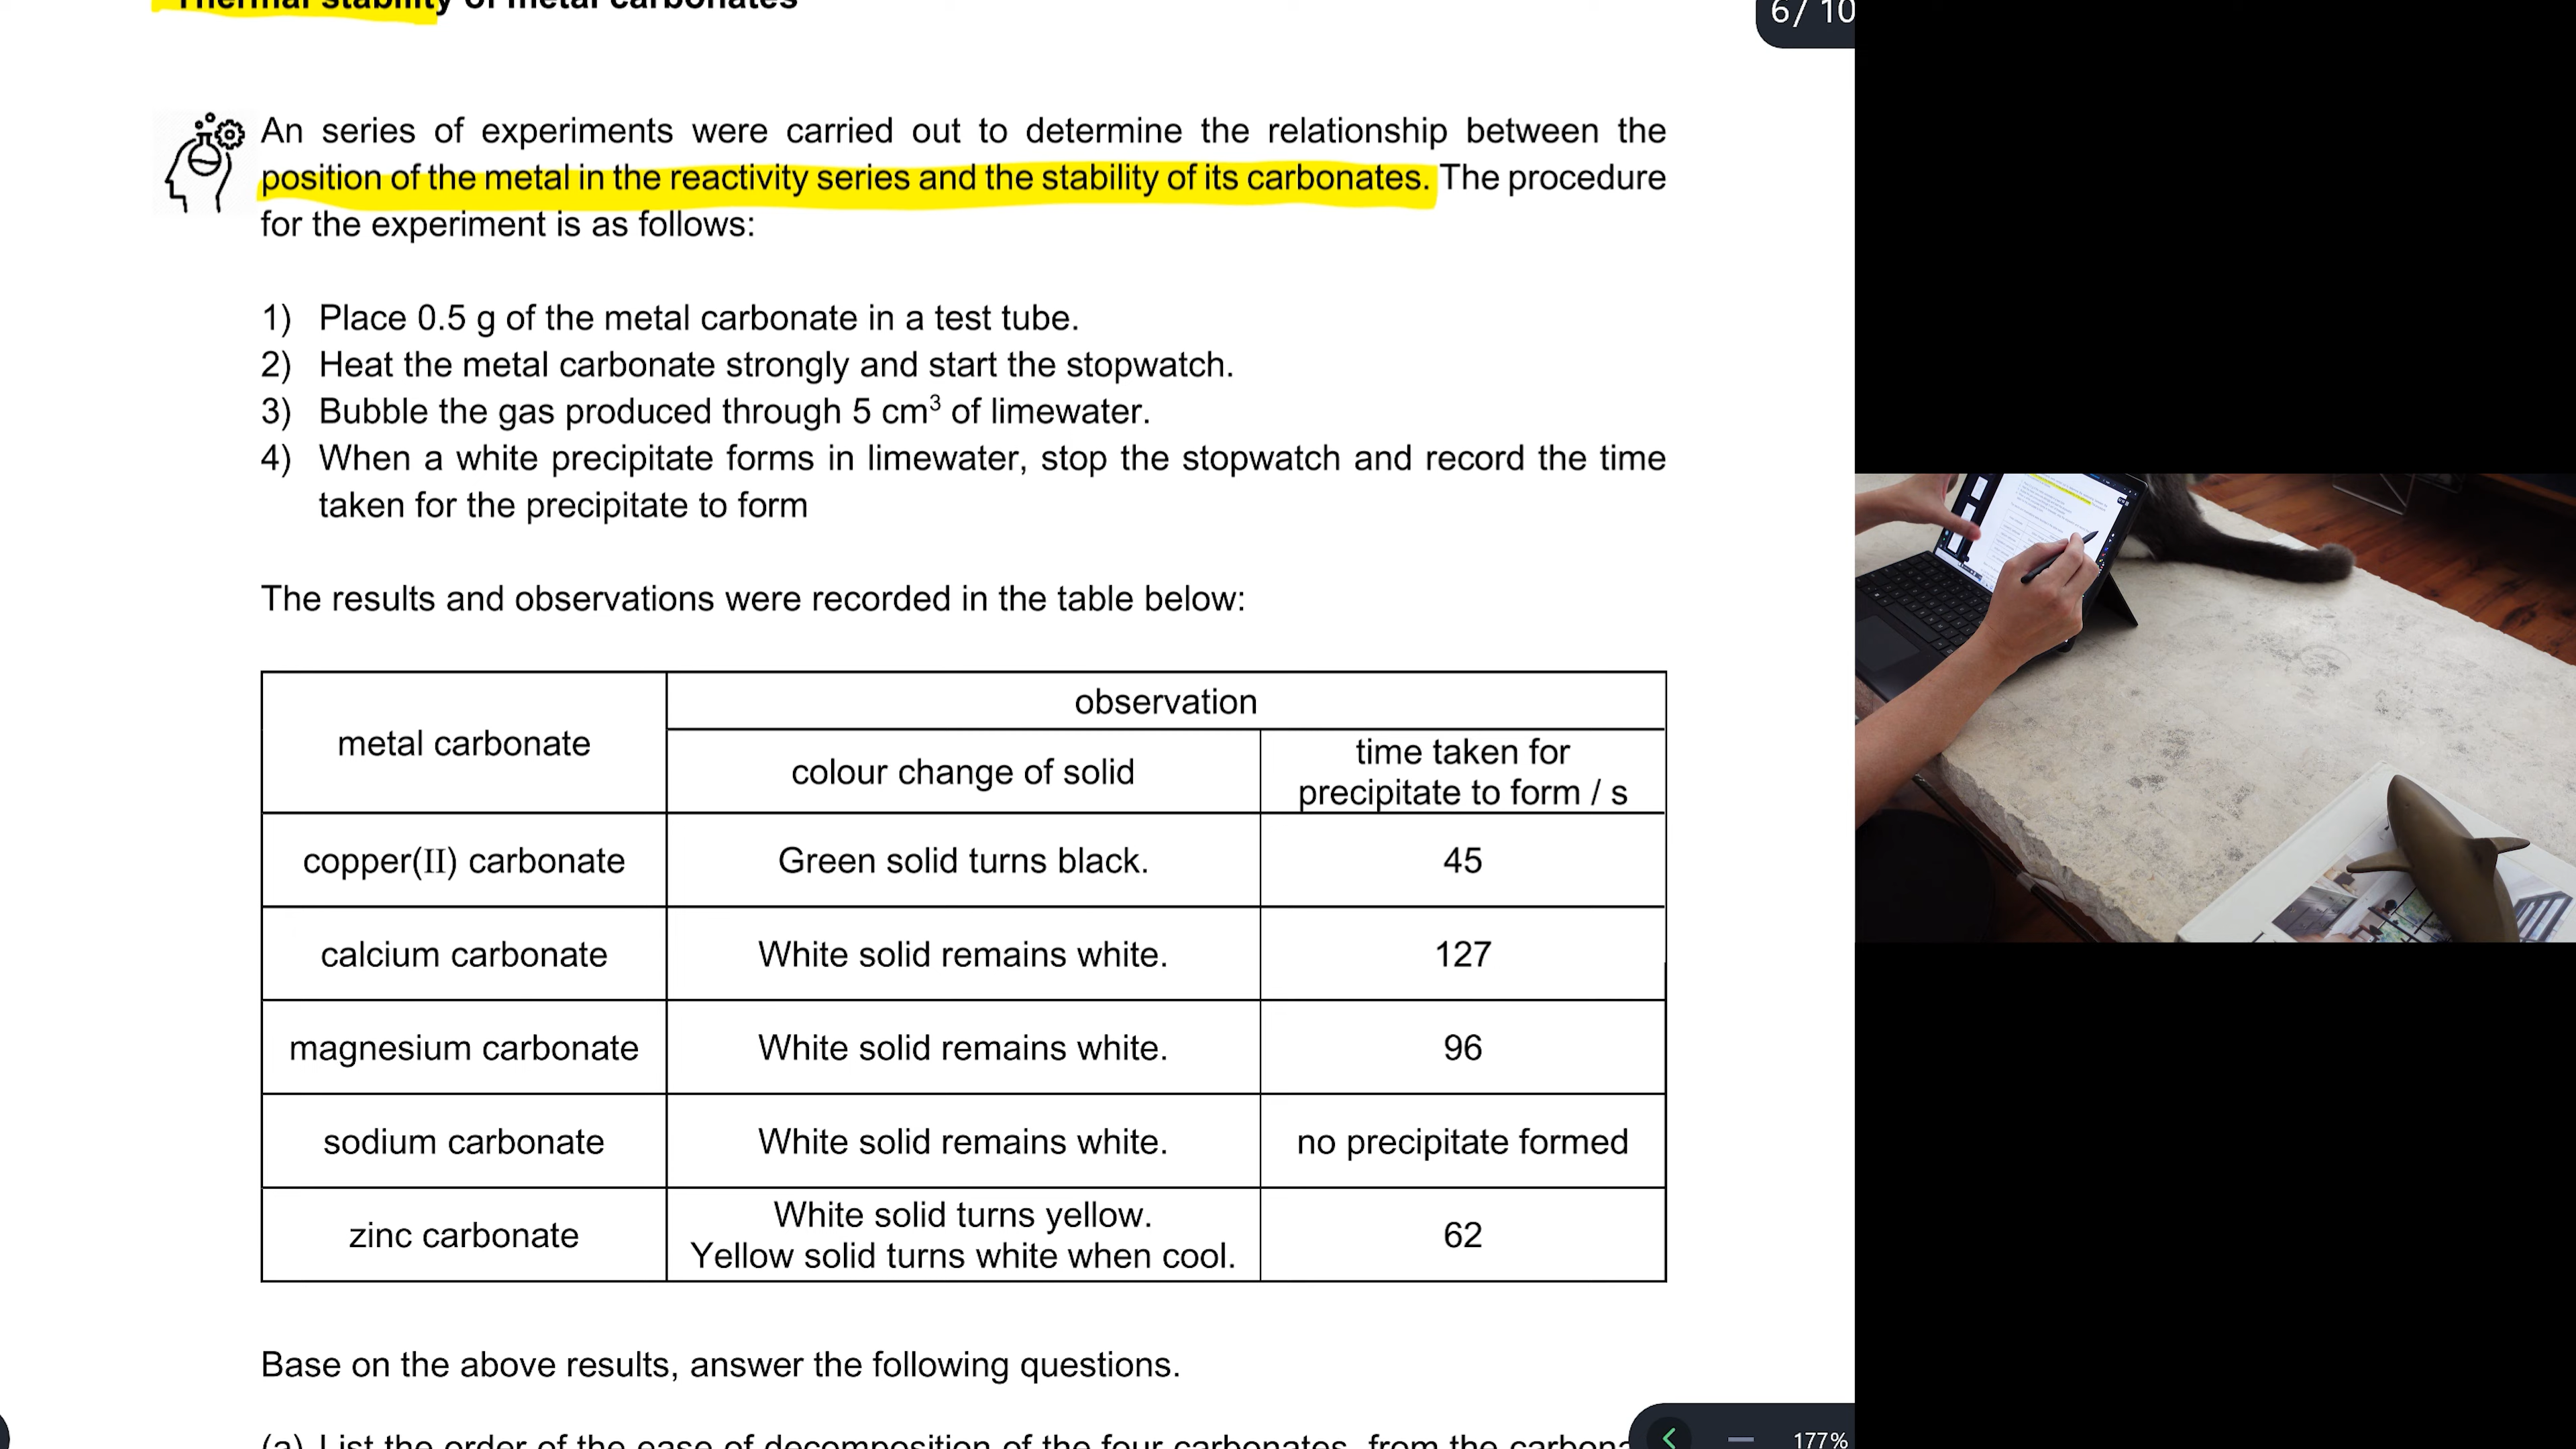 Thermal stability of metal carbonates
6/ 10
An series of experiments were carried out to determine the relationship between the
position of the metal in the reactivity series and the stability of its carbonates. The procedure
for the experiment is as follows:
1) Place 0.5 g of the metal carbonate in a test tube.
2) Heat the metal carbonate strongly and start the stopwatch.
3) Bubble the gas produced through 5 cm³ of limewater.
4) When a white precipitate forms in limewater, stop the stopwatch and record the time
taken for the precipitate to form
The results and observations were recorded in the table below:
metal carbonate
observation
colour change of solid
time taken for
precipitate to form / s
copper(II) carbonate
Green solid turns black.
45
calcium carbonate
White solid remains white.
127
magnesium carbonate
White solid remains white.
96
sodium carbonate
White solid remains white.
no precipitate formed
zinc carbonate
White solid turns yellow.
Yellow solid turns white when cool.
62
Base on the above results, answer the following questions.
(a) List the order of the ease of decomposition of the four carbonates, from the
177%